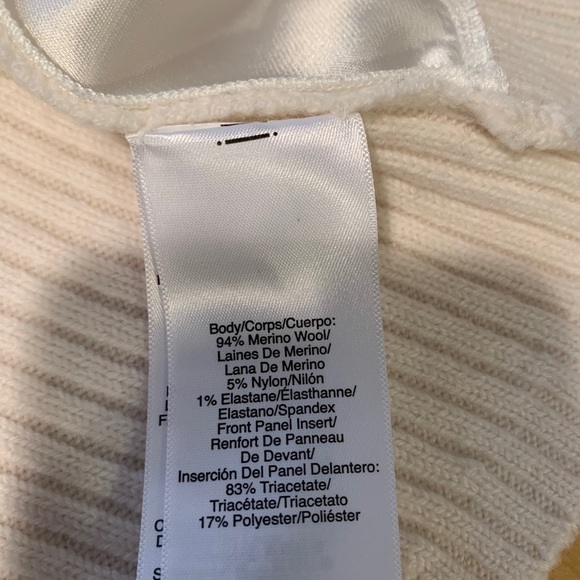 Body/Corps/Cuerpo:
94% Merino Wool/
Laines De Merino/
Lana De Merino
5% Nylon/Nilón
1% Elastane/Élasthanne/
Elastano/Spandex
Front Panel Insert/
Renfort De Panneau
De Devant/
Inserción Del Panel Delantero:
83% Triacetate/
Triacétate/Triacetato
17% Polyester/Poliéster